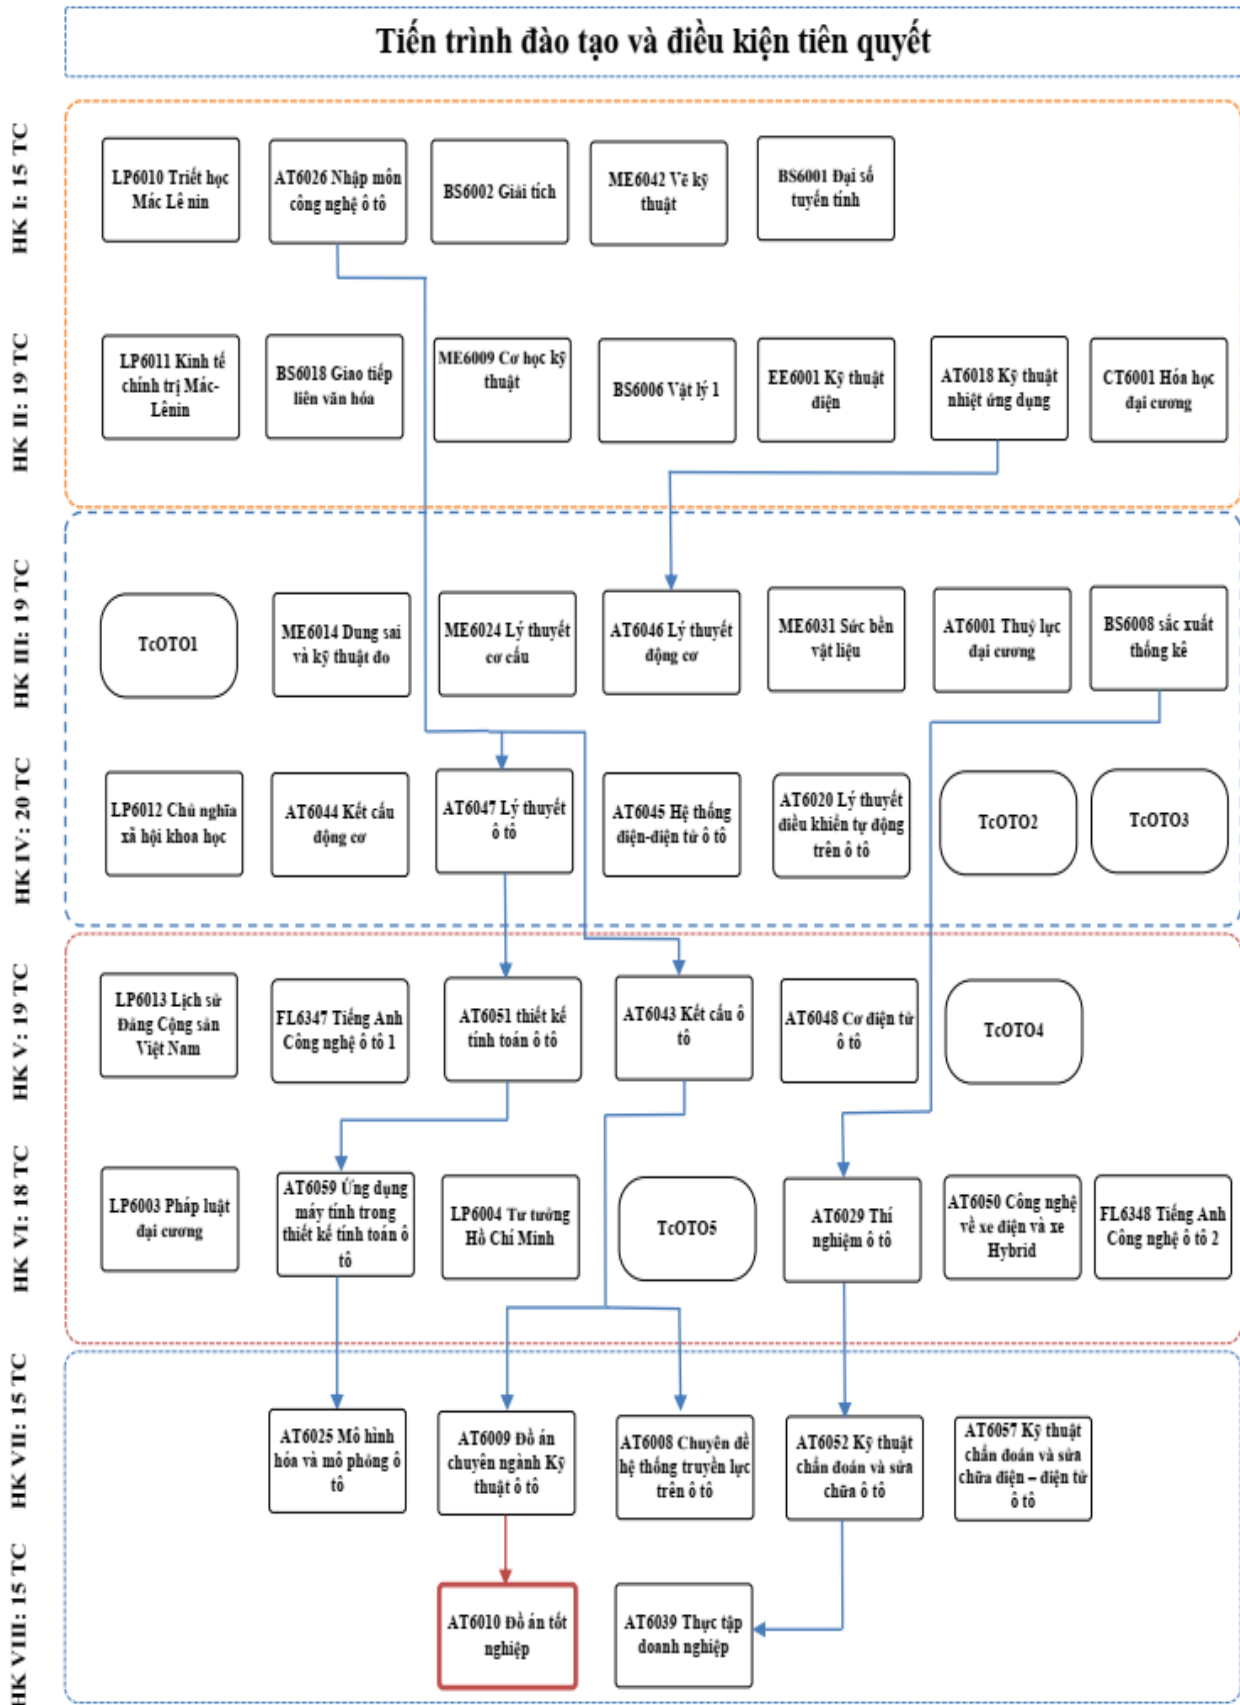 Tiến trình đào tạo và điều kiện tiên quyết
HK I: 15 TC
LP6010 Triết học
Mác Lê nin
AT6026 Nhập môn
công nghệ ô tô
BS6002 Giải tích
ME6042 Vẽ kỹ
thuật
BS6001 Đại số
tuyến tính
HK II: 19 TC
LP6011 Kinh tế
chính trị Mác-
Lênin
BS6018 Giao tiếp
liên văn hóa
ME6009 Cơ học kỹ
thuật
BS6006 Vật lý 1
EE6001 Kỹ thuật
điện
AT6018 Kỹ thuật
nhiệt ứng dụng
CT6001 Hóa học
đại cương
HK III: 19 TC
TcOTO1
ME6014 Dung sai
và kỹ thuật đo
ME6024 Lý thuyết
cơ cấu
AT6046 Lý thuyết
động cơ
ME6031 Sức bền
vật liệu
AT6001 Thuỷ lực
đại cương
BS6008 sắc xuất
thống kê
HK IV: 20 TC
LP6012 Chủ nghĩa
xã hội khoa học
AT6044 Kết cấu
động cơ
AT6047 Lý thuyết
ô tô
AT6045 Hệ thống
điện-điện tử ô tô
AT6020 Lý thuyết
điều khiển tự động
trên ô tô
TcOTO2
TcOTO3
HK V: 19 TC
LP6013 Lịch sử
Đảng Cộng sản
Việt Nam
FL6347 Tiếng Anh
Công nghệ ô tô 1
AT6051 thiết kế
tính toán ô tô
AT6043 Kết cấu ô
tô
AT6048 Cơ điện tử
ô tô
TcOTO4
HK VI: 18 TC
LP6003 Pháp luật
đại cương
AT6059 Ứng dụng
máy tính trong
thiết kế tính toán ô
tô
LP6004 Tư tưởng
Hồ Chí Minh
TcOTO5
AT6029 Thí
nghiệm ô tô
AT6050 Công nghệ
về xe điện và xe
Hybrid
FL6348 Tiếng Anh
Công nghệ ô tô 2
HK VII: 15 TC
AT6025 Mô hình
hóa và mô phỏng ô
tô
AT6009 Đồ án
chuyên ngành Kỹ
thuật ô tô
AT6008 Chuyên đề
hệ thống truyền lực
trên ô tô
AT6052 Kỹ thuật
chẩn đoán và sửa
chữa ô tô
AT6057 Kỹ thuật
chẩn đoán và sửa
chữa điện – điện tử
ô tô
HK VIII: 15 TC
AT6010 Đồ án tốt
nghiệp
AT6039 Thực tập
doanh nghiệp